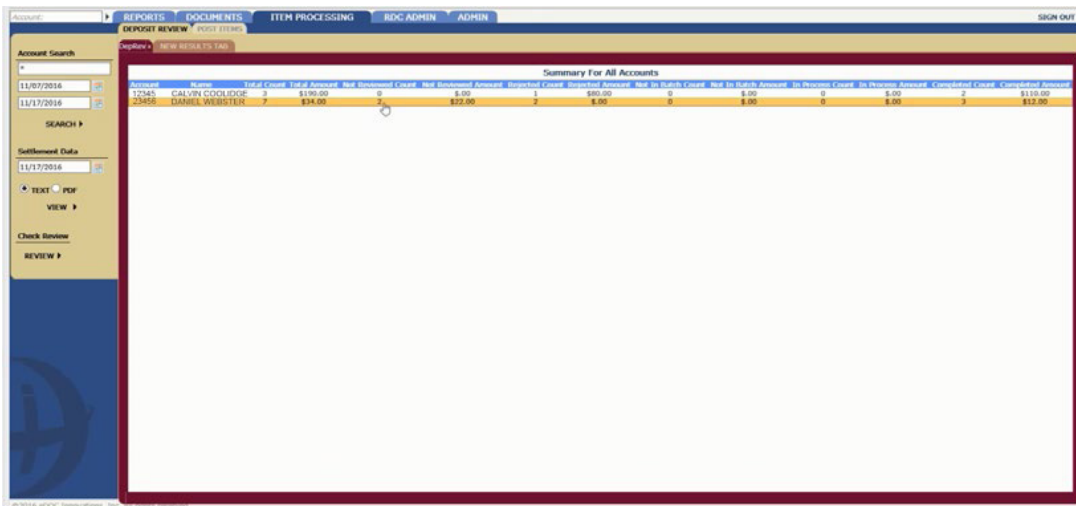 Account:
REPORTS DOCUMENTS ITEM PROCESSING RDC ADMIN ADMIN SIGN OUT
DEPOSIT REVIEW POST ITEMS
DepRev x NEW RESULTS TAB
Account Search
*
11/07/2016
11/17/2016
SEARCH
Settlement Data
11/17/2016
TEXT PDF
VIEW
Check Review
REVIEW
Summary For All Accounts
Account Name Total Count Total Amount Not Reviewed Count Not Reviewed Amount Rejected Count Rejected Amount Not In Batch Count Not In Batch Amount In Process Count In Process Amount Completed Count Completed Amount
12345 CALVIN COOLIDGE 3 $190.00 0 $.00 1 $80.00 0 $.00 0 $.00 2 $110.00
23456 DANIEL WEBSTER 7 $34.00 2 $22.00 2 $.00 0 $.00 0 $.00 3 $12.00